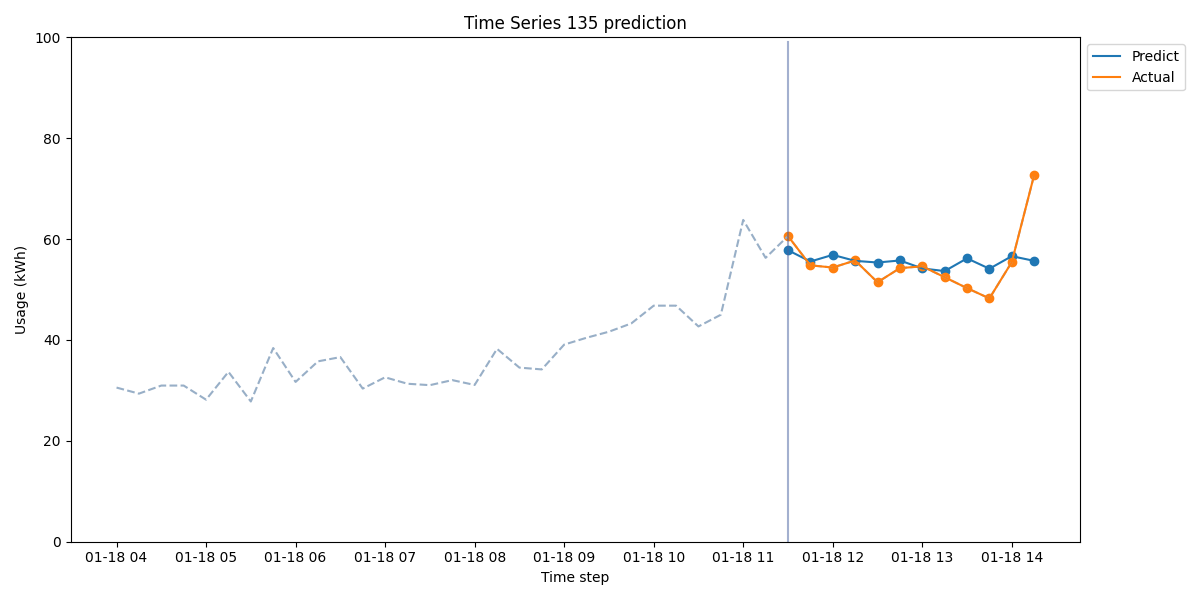 Time Series 135 prediction
100
80
60
40
20
0
Usage (kWh)
Predict
Actual
01-18 04 01-18 05 01-18 06 01-18 07 01-18 08 01-18 09 01-18 10 01-18 11 01-18 12 01-18 13 01-18 14
Time step